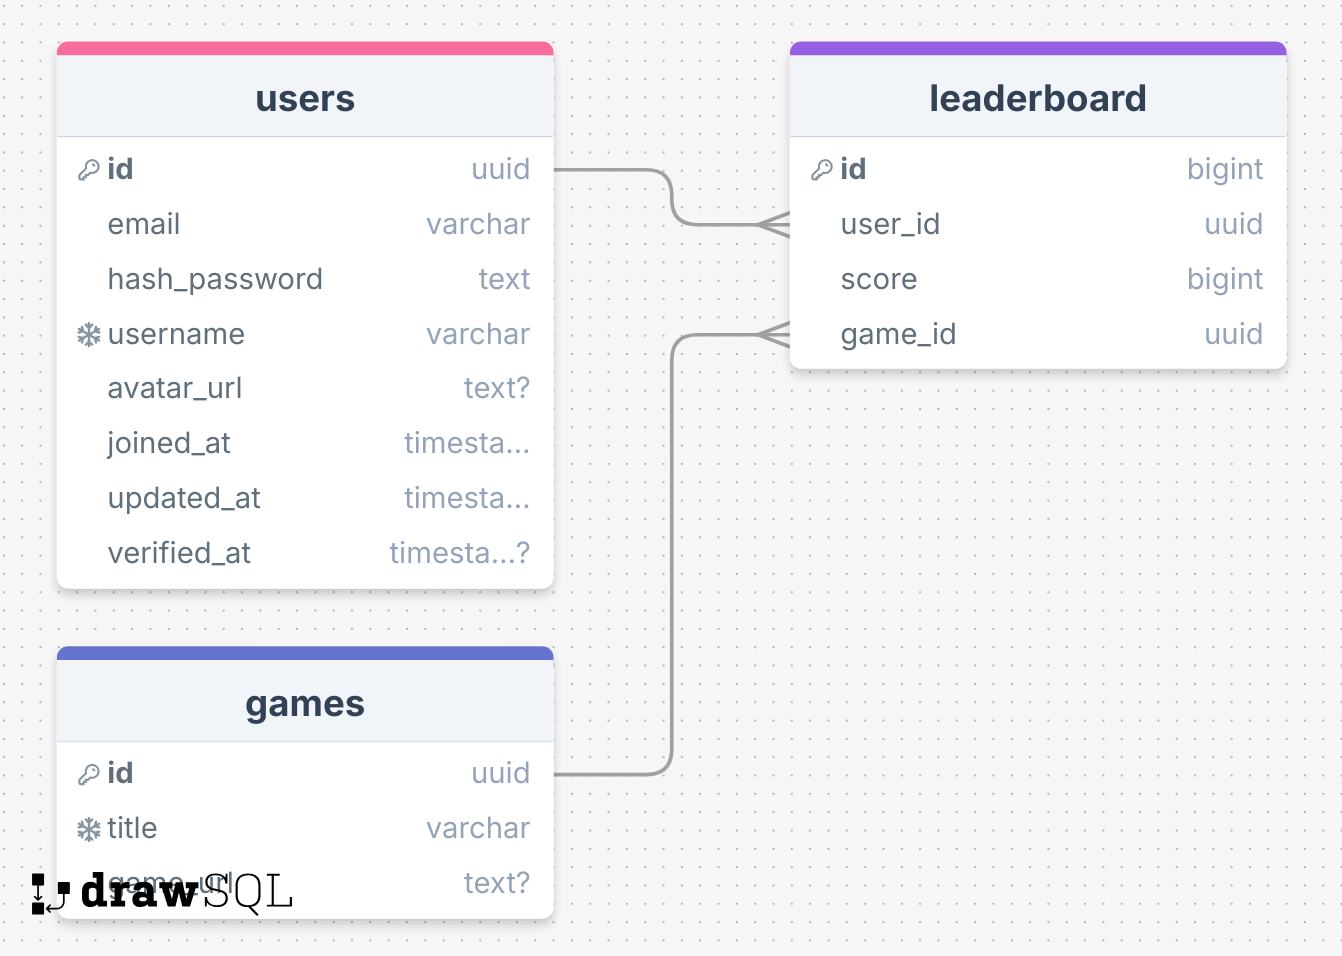 users
id uuid
email varchar
hash_password text
username varchar
avatar_url text?
joined_at timesta...
updated_at timesta...
verified_at timesta...?
leaderboard
id bigint
user_id uuid
score bigint
game_id uuid
games
id uuid
title varchar
game_url text?
drawSQL